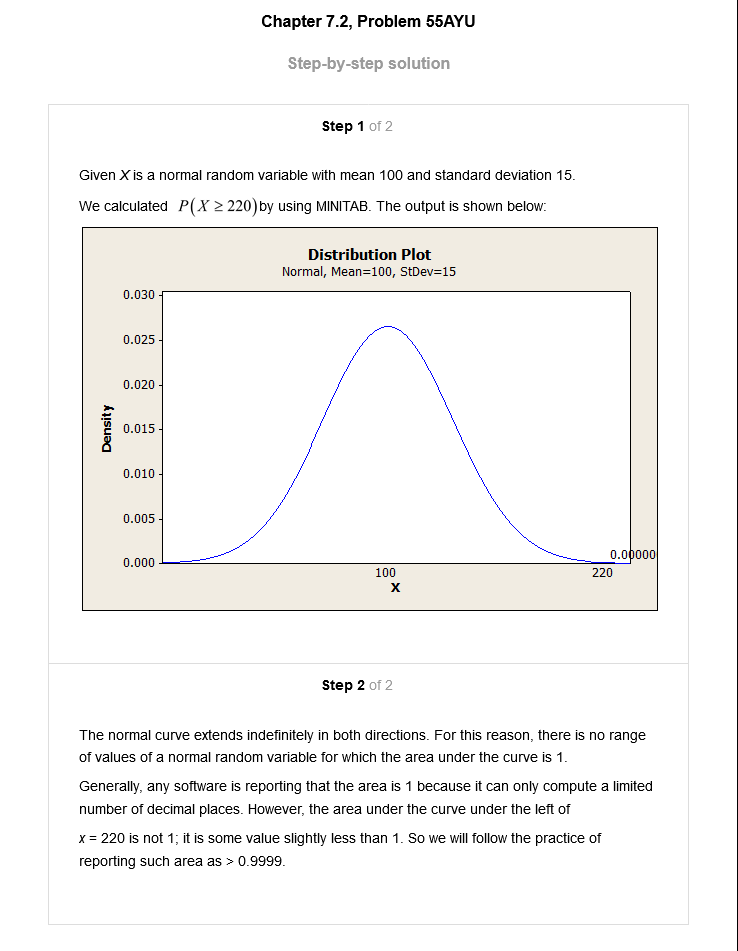 Chapter 7.2, Problem 55AYU
Step-by-step solution
Step 1 of 2
Given X is a normal random variable with mean 100 and standard deviation 15.
We calculated P(X ≥ 220) by using MINITAB. The output is shown below:
Distribution Plot
Normal, Mean=100, StDev=15
0.030
0.025
0.020
0.015
0.010
0.005
0.000
Density
0.00000
100
220
X
Step 2 of 2
The normal curve extends indefinitely in both directions. For this reason, there is no range
of values of a normal random variable for which the area under the curve is 1.
Generally, any software is reporting that the area is 1 because it can only compute a limited
number of decimal places. However, the area under the curve under the left of
x = 220 is not 1; it is some value slightly less than 1. So we will follow the practice of
reporting such area as > 0.9999.